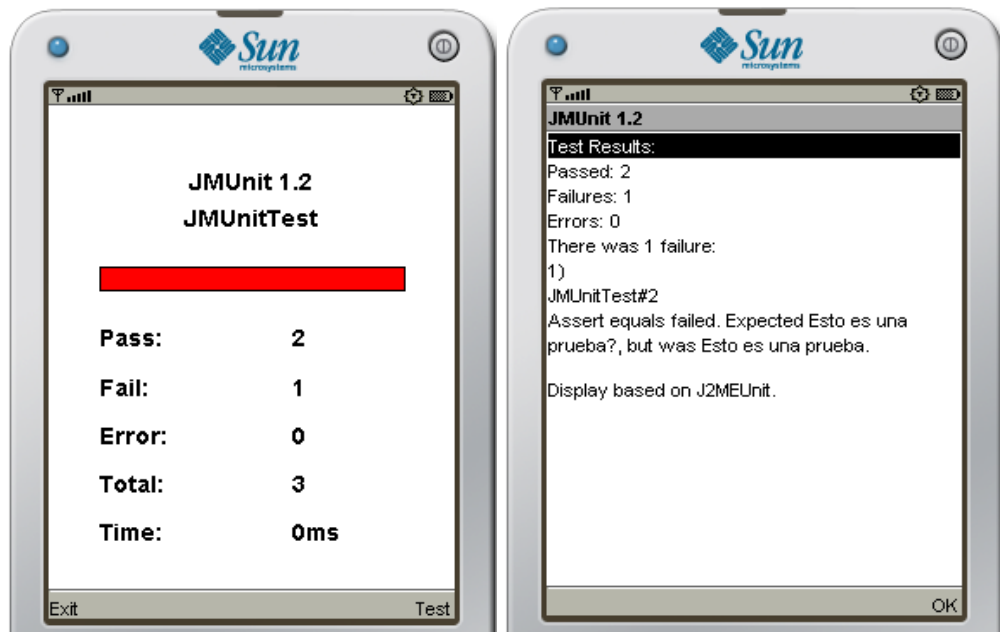 Sun
microsystems
JMUnit 1.2
JMUnitTest
Pass: 2
Fail: 1
Error: 0
Total: 3
Time: 0ms
Exit Test
Sun
microsystems
JMUnit 1.2
Test Results:
Passed: 2
Failures: 1
Errors: 0
There was 1 failure:
1)
JMUnitTest#2
Assert equals failed. Expected Esto es una
prueba?, but was Esto es una prueba.
Display based on J2MEUnit.
OK